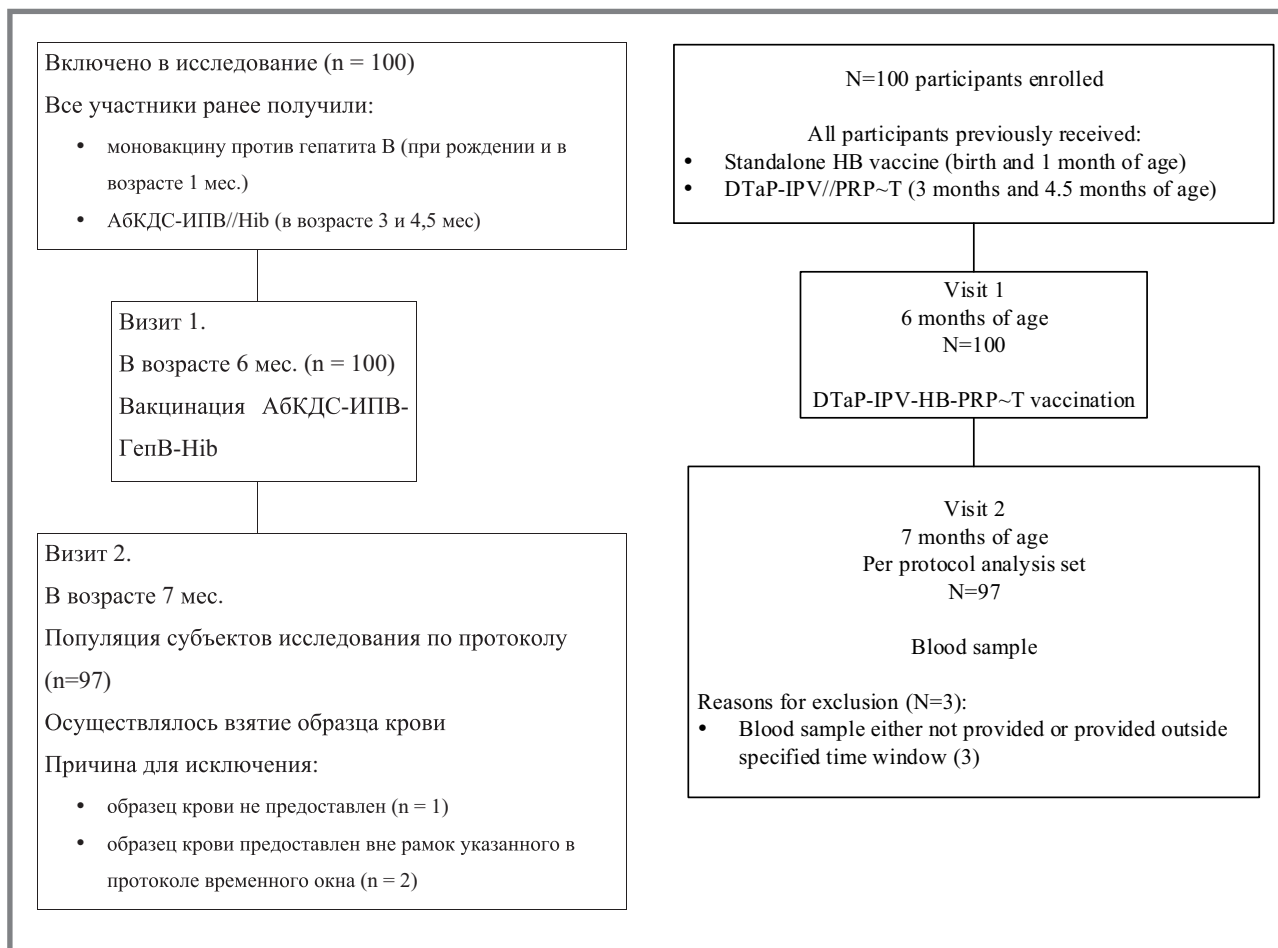 Включено в исследование (n = 100)
Все участники ранее получили:
• моновакцину против гепатита В (при рождении и в
возрасте 1 мес.)
• АбКДС-ИПВ//Hib (в возрасте 3 и 4,5 мес)
Визит 1.
В возрасте 6 мес. (n = 100)
Вакцинация АбКДС-ИПВ-
ГепВ-Hib
Визит 2.
В возрасте 7 мес.
Популяция субъектов исследования по протоколу
(n=97)
Осуществлялось взятие образца крови
Причина для исключения:
• образец крови не предоставлен (n = 1)
• образец крови предоставлен вне рамок указанного в
протоколе временного окна (n = 2)
N=100 participants enrolled
All participants previously received:
• Standalone HB vaccine (birth and 1 month of age)
• DTaP-IPV//PRP~T (3 months and 4.5 months of age)
Visit 1
6 months of age
N=100
DTaP-IPV-HB-PRP~T vaccination
Visit 2
7 months of age
Per protocol analysis set
N=97
Blood sample
Reasons for exclusion (N=3):
• Blood sample either not provided or provided outside
specified time window (3)